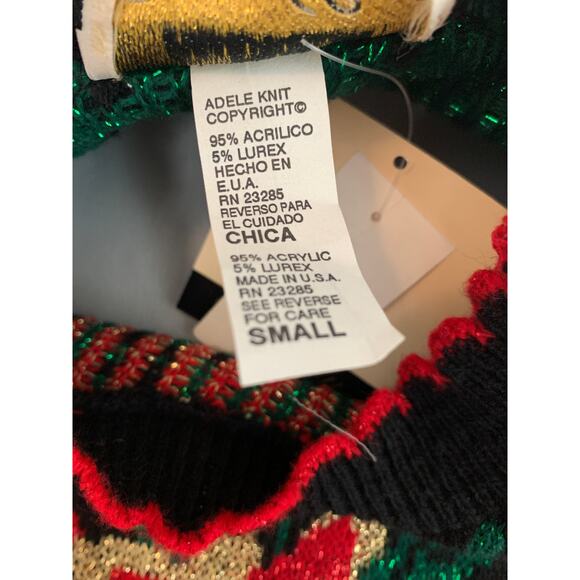 ADELE KNIT
COPYRIGHT©
95% ACRILICO
5% LUREX
HECHO EN
E.U.A.
RN 23285
REVERSO PARA
EL CUIDADO
CHICA
95% ACRYLIC
5% LUREX
MADE IN U.S.A.
RN 23285
SEE REVERSE
FOR CARE
SMALL